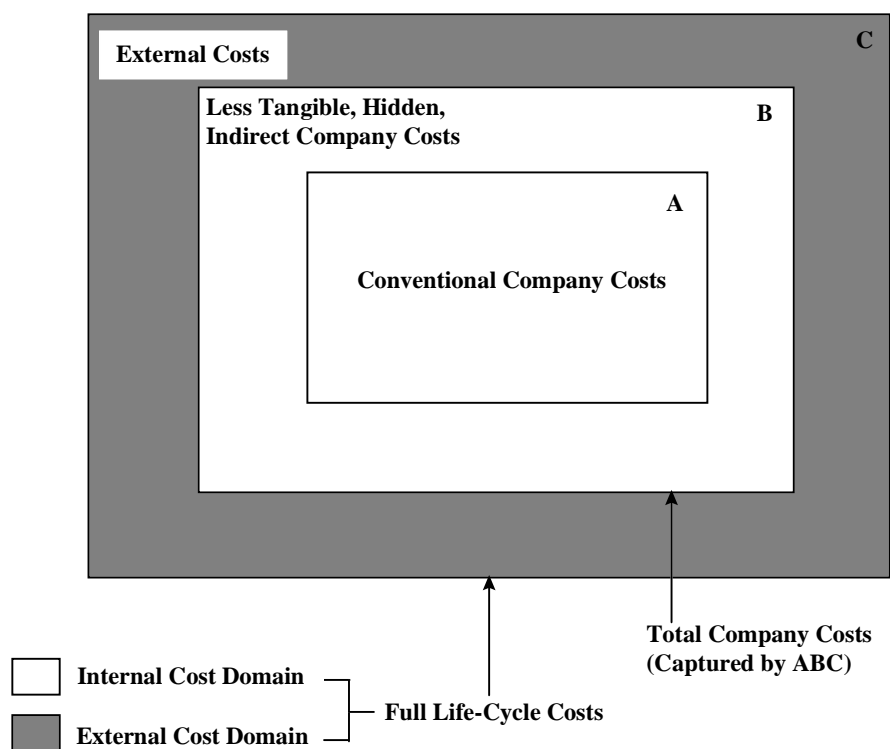 External Costs
C
Less Tangible, Hidden,
Indirect Company Costs
B
A
Conventional Company Costs
Total Company Costs
(Captured by ABC)
Internal Cost Domain
Full Life-Cycle Costs
External Cost Domain